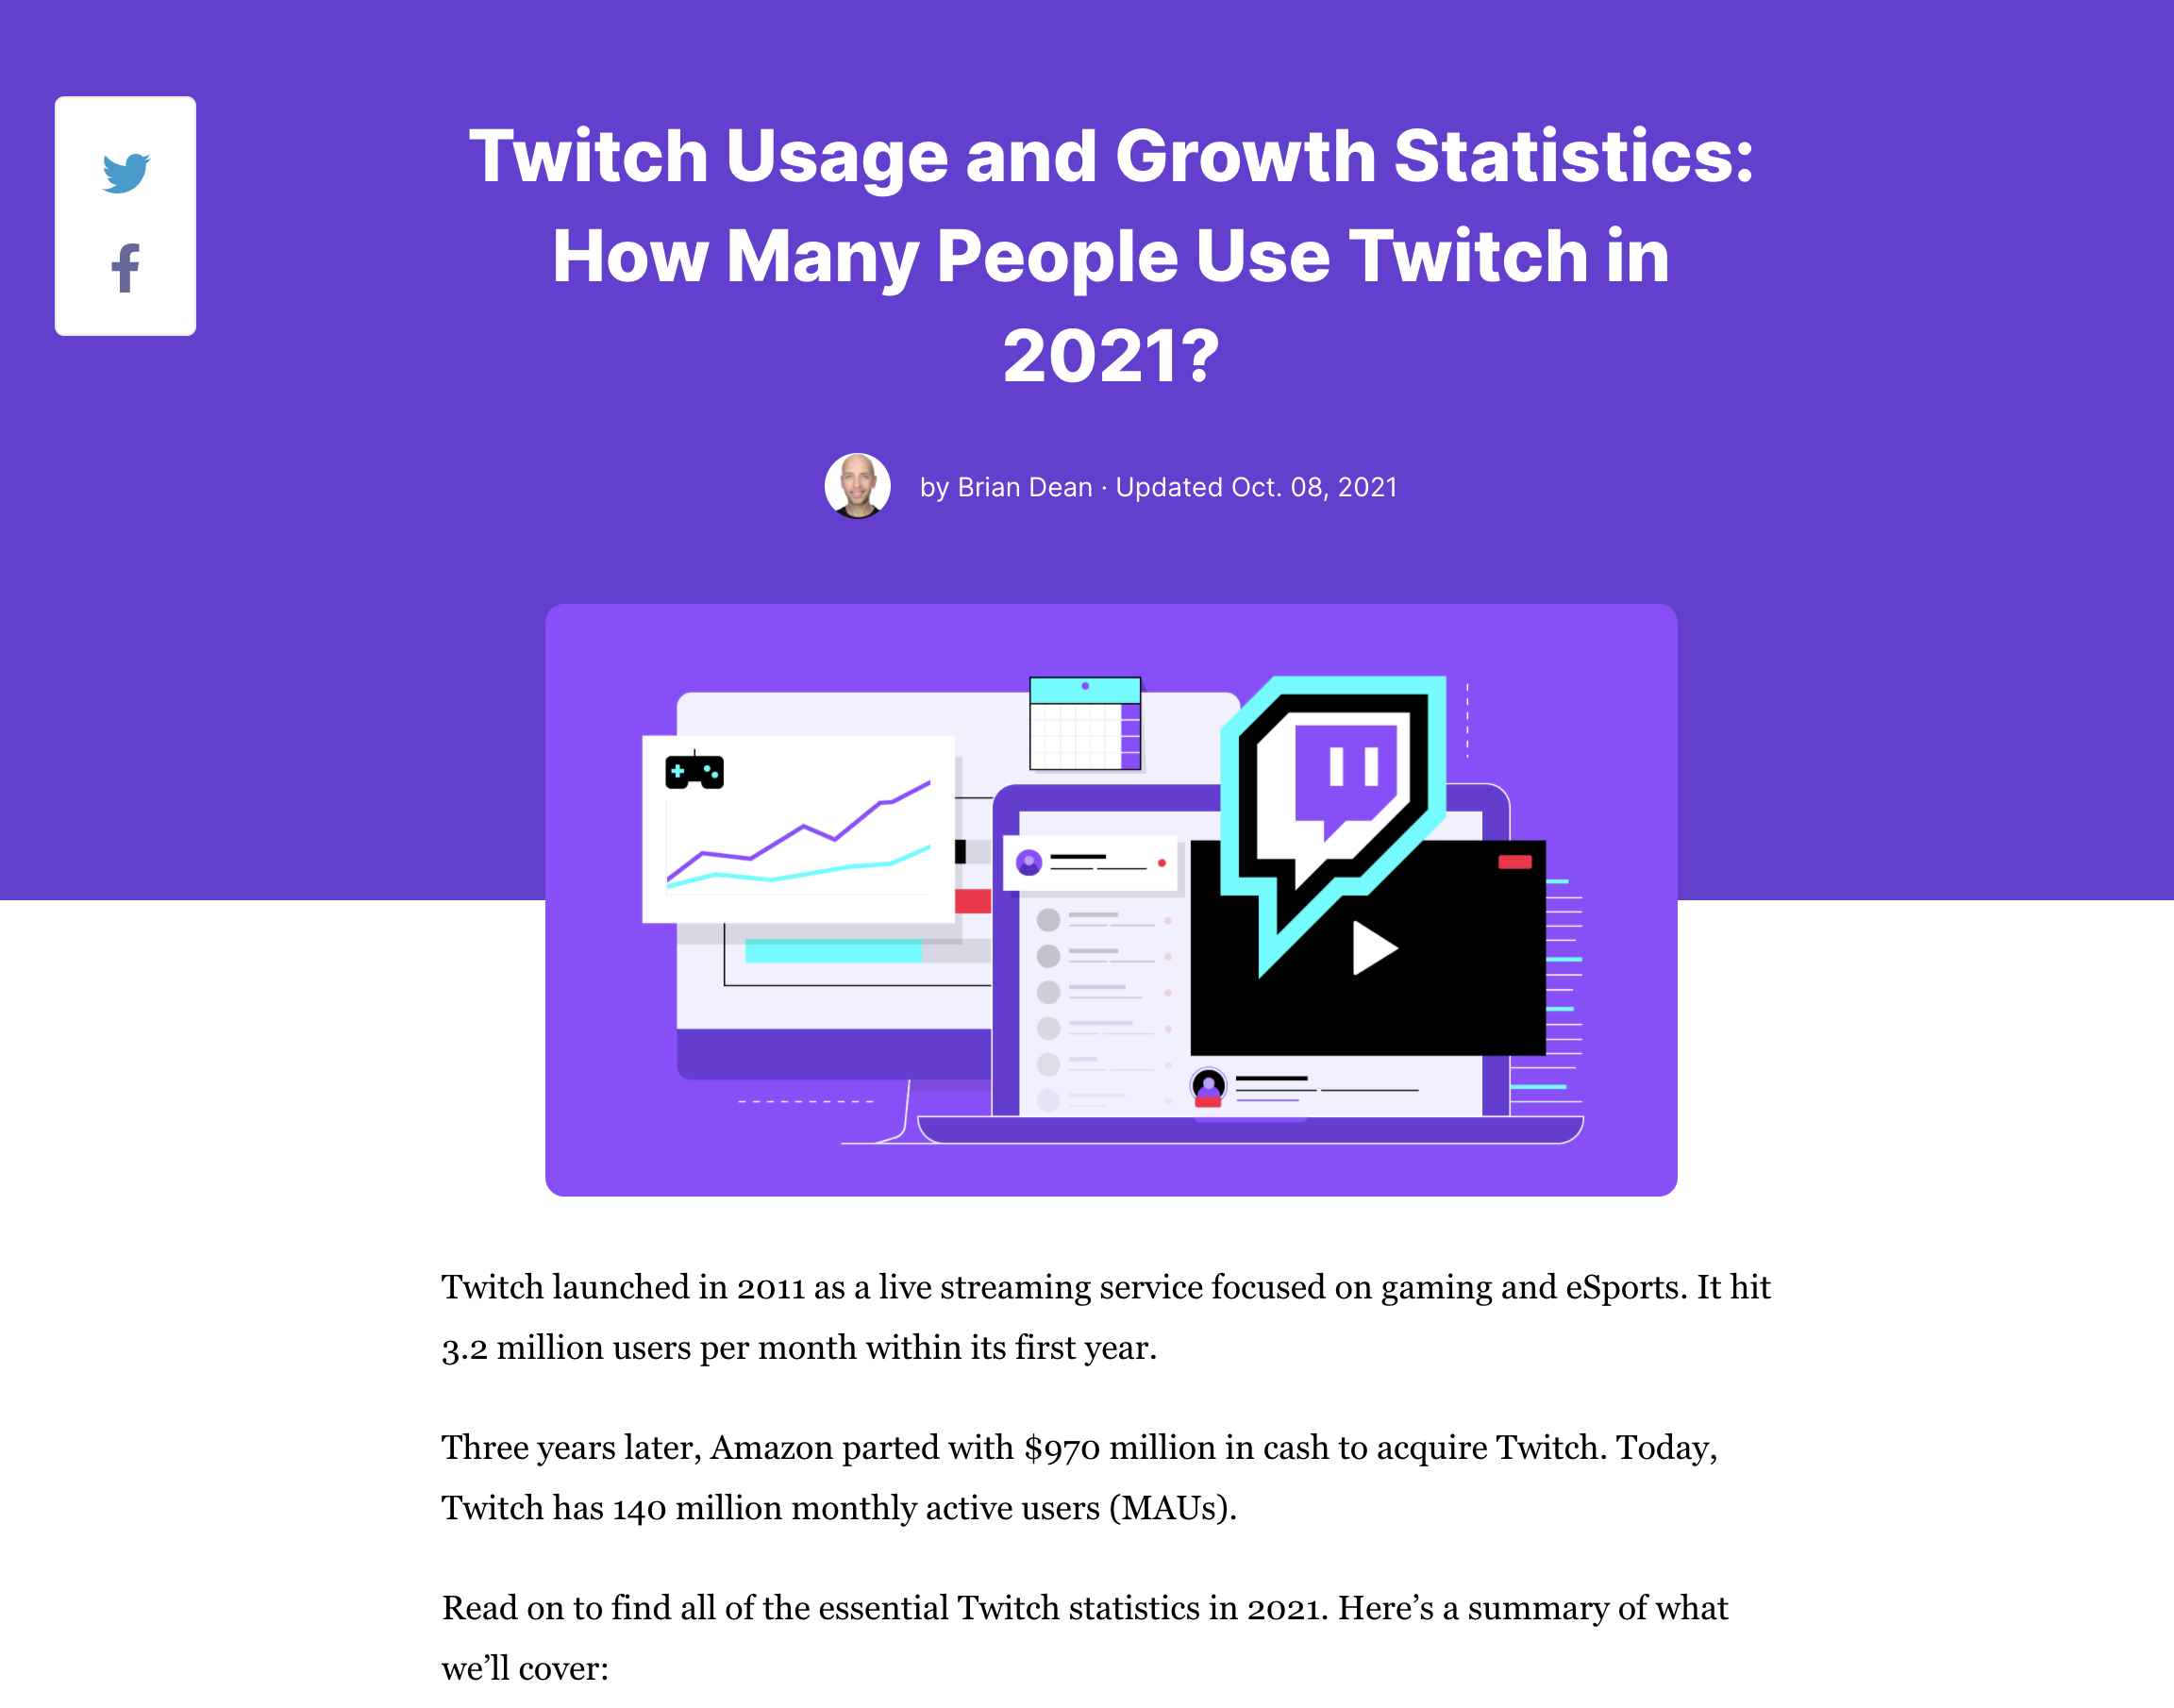 Twitch Usage and Growth Statistics:
How Many People Use Twitch in
2021?
by Brian Dean · Updated Oct. 08, 2021
Twitch launched in 2011 as a live streaming service focused on gaming and eSports. It hit
3.2 million users per month within its first year.
Three years later, Amazon parted with $970 million in cash to acquire Twitch. Today,
Twitch has 140 million monthly active users (MAUs).
Read on to find all of the essential Twitch statistics in 2021. Here’s a summary of what
we’ll cover: